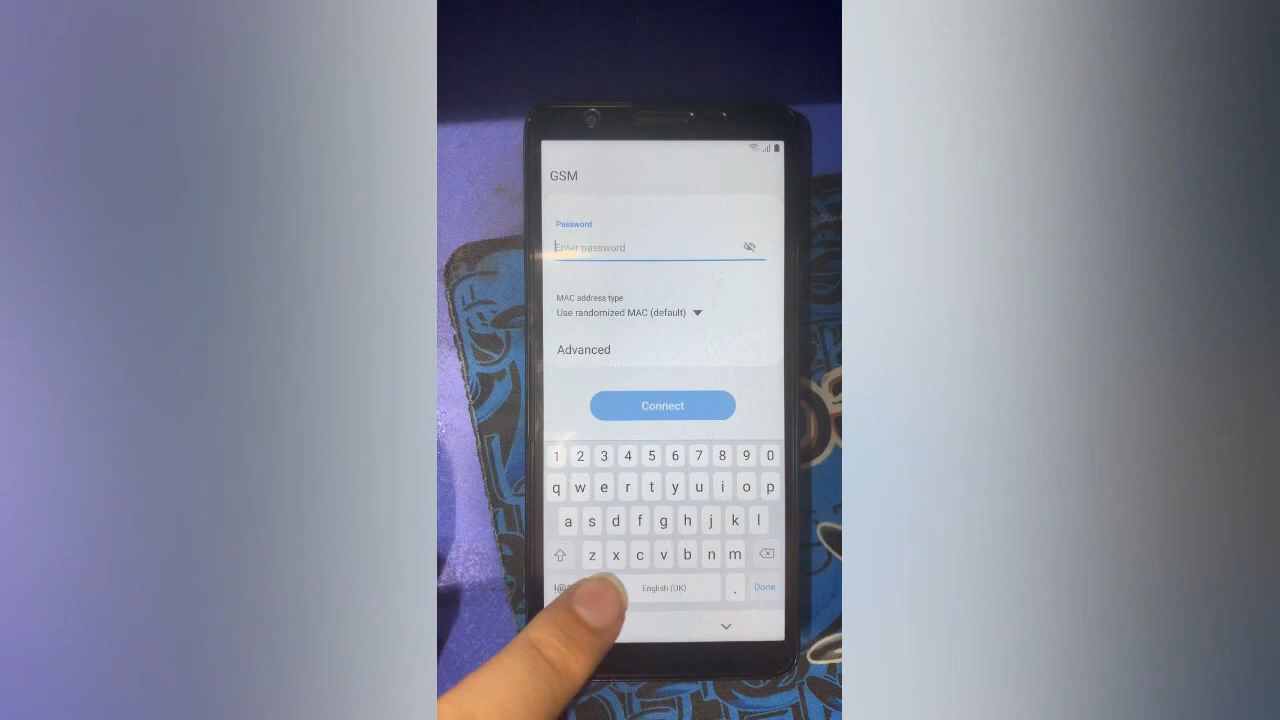 GSM
Password
Enter password
MAC address type
Use randomized MAC (default)
Advanced
Connect
1 2 3 4 5 6 7 8 9 0
q w e r t y u i o p
a s d f g h j k l
z x c v b n m
!@ English (UK) . Done